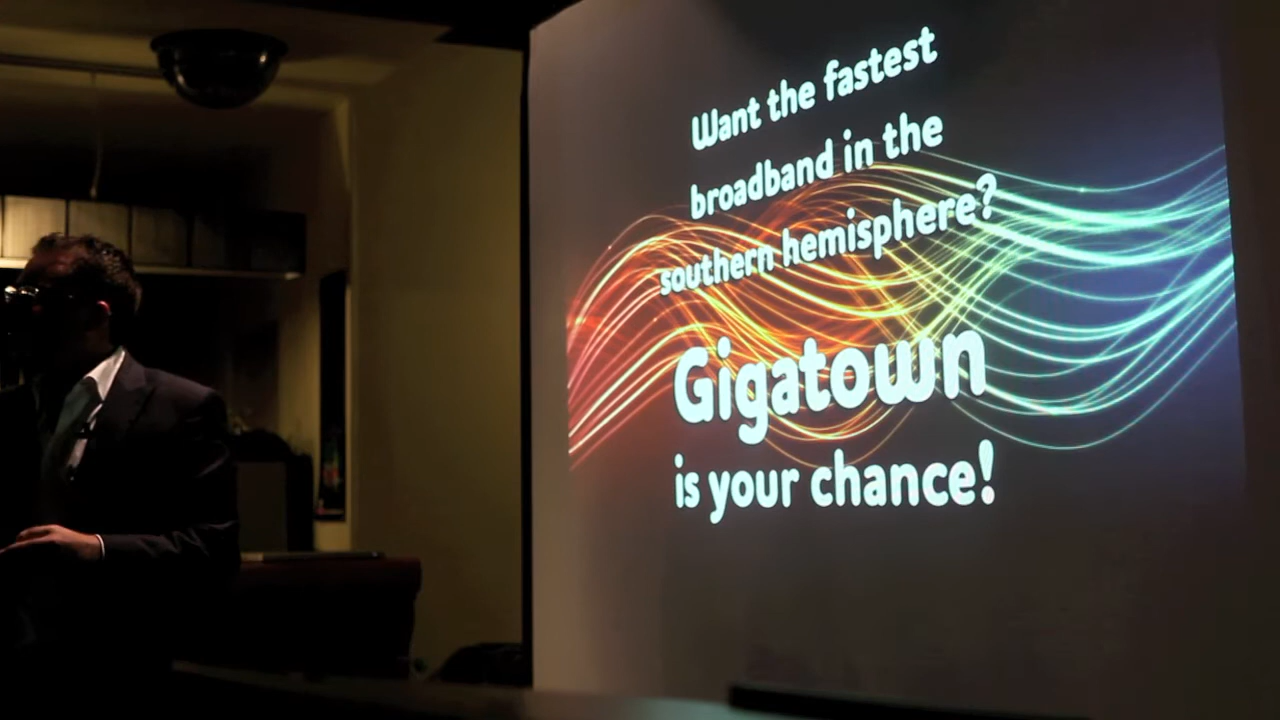 Want the fastest
broadband in the
southern hemisphere?
Gigatown
is your chance!